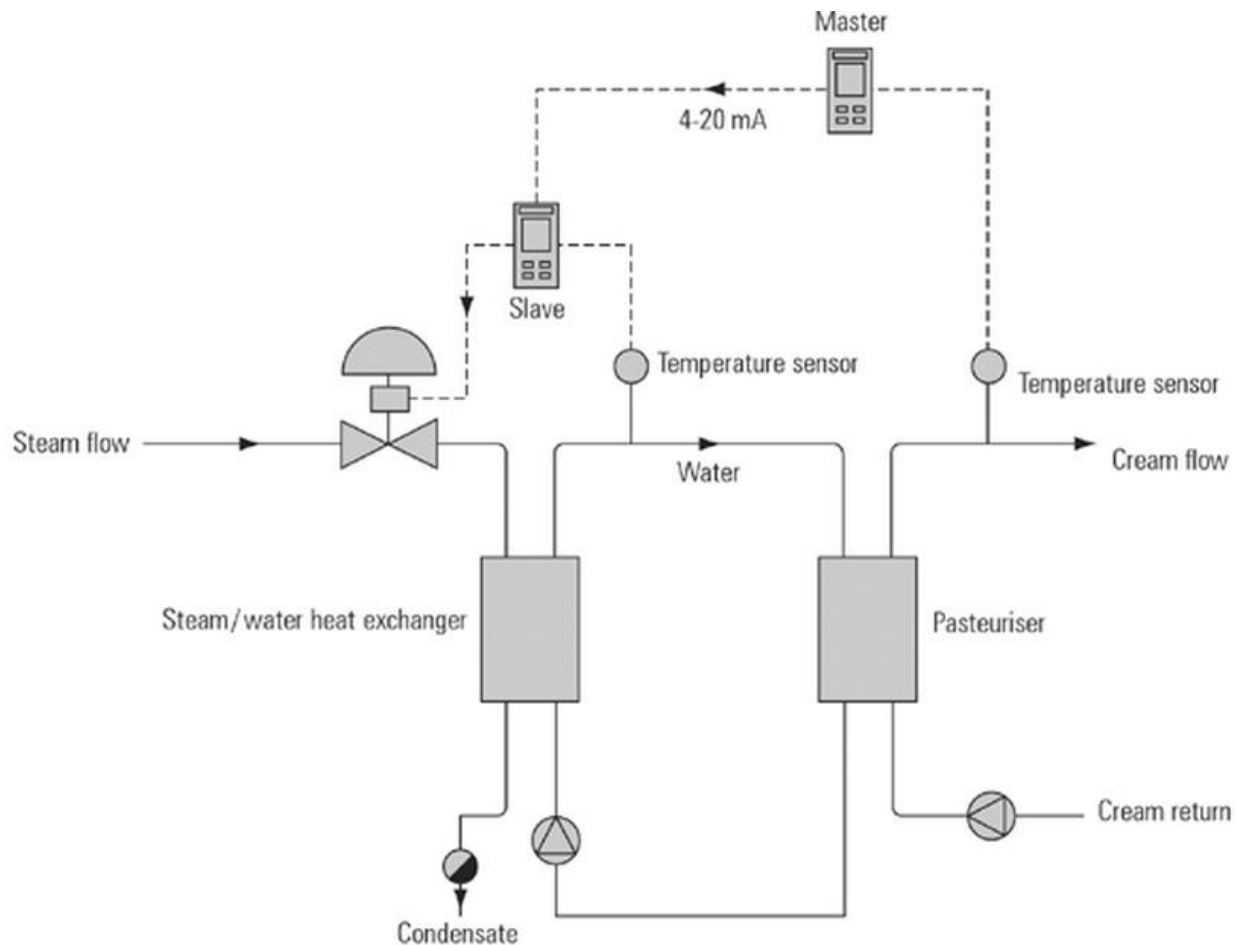 Master
4-20 mA
Slave
Temperature sensor
Temperature sensor
Steam flow
Water
Cream flow
Steam/water heat exchanger
Pasteuriser
Cream return
Condensate